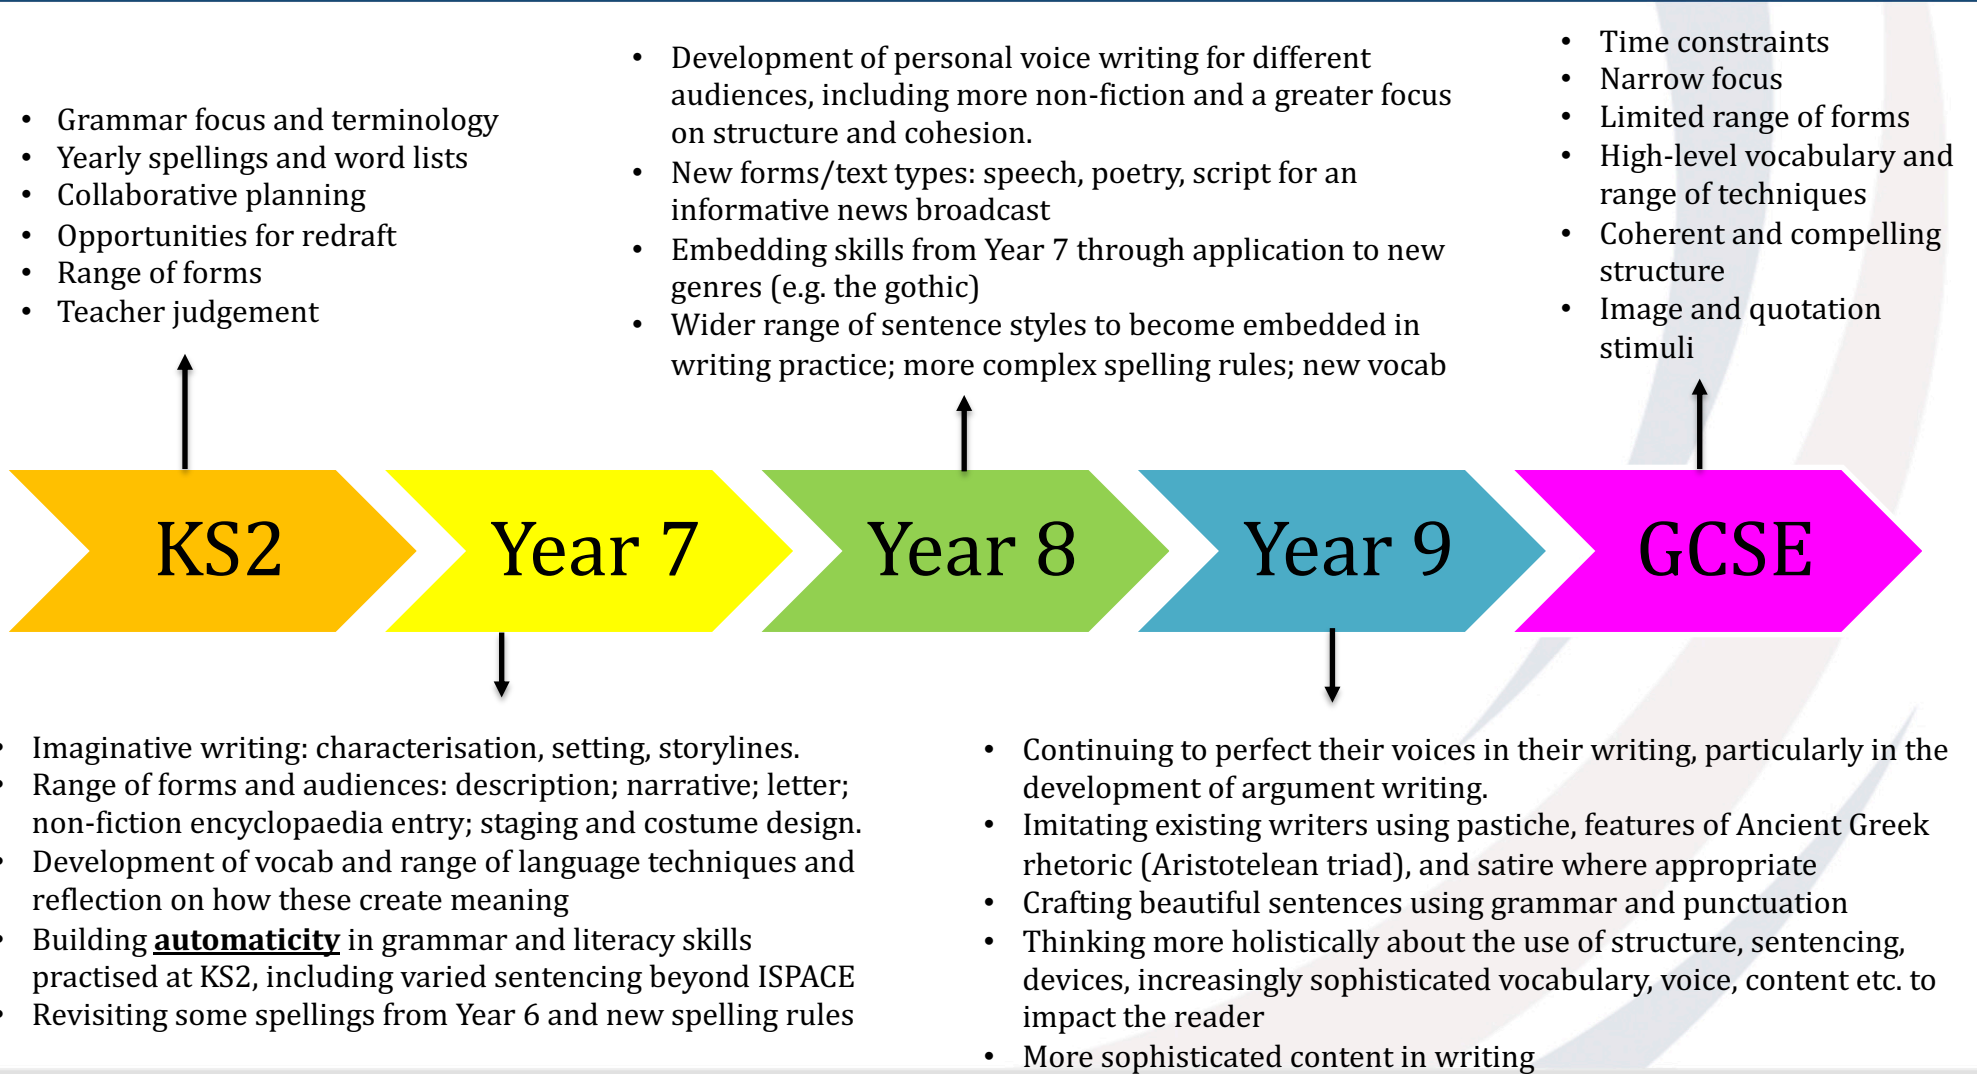 • Grammar focus and terminology
• Yearly spellings and word lists
• Collaborative planning
• Opportunities for redraft
• Range of forms
• Teacher judgement
• Development of personal voice writing for different
audiences, including more non-fiction and a greater focus
on structure and cohesion.
• New forms/text types: speech, poetry, script for an
informative news broadcast
• Embedding skills from Year 7 through application to new
genres (e.g. the gothic)
• Wider range of sentence styles to become embedded in
writing practice; more complex spelling rules; new vocab
• Time constraints
• Narrow focus
• Limited range of forms
• High-level vocabulary and
range of techniques
• Coherent and compelling
structure
• Image and quotation
stimuli
KS2
Year 7
Year 8
Year 9
GCSE
• Imaginative writing: characterisation, setting, storylines.
• Range of forms and audiences: description; narrative; letter;
non-fiction encyclopaedia entry; staging and costume design.
• Development of vocab and range of language techniques and
reflection on how these create meaning
• Building automaticity in grammar and literacy skills
practised at KS2, including varied sentencing beyond ISPACE
• Revisiting some spellings from Year 6 and new spelling rules
• Continuing to perfect their voices in their writing, particularly in the
development of argument writing.
• Imitating existing writers using pastiche, features of Ancient Greek
rhetoric (Aristotelean triad), and satire where appropriate
• Crafting beautiful sentences using grammar and punctuation
• Thinking more holistically about the use of structure, sentencing,
devices, increasingly sophisticated vocabulary, voice, content etc. to
impact the reader
• More sophisticated content in writing